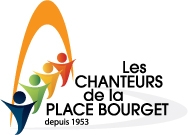 Les
CHANTEURS
de la
PLACE BOURGET
depuis 1953